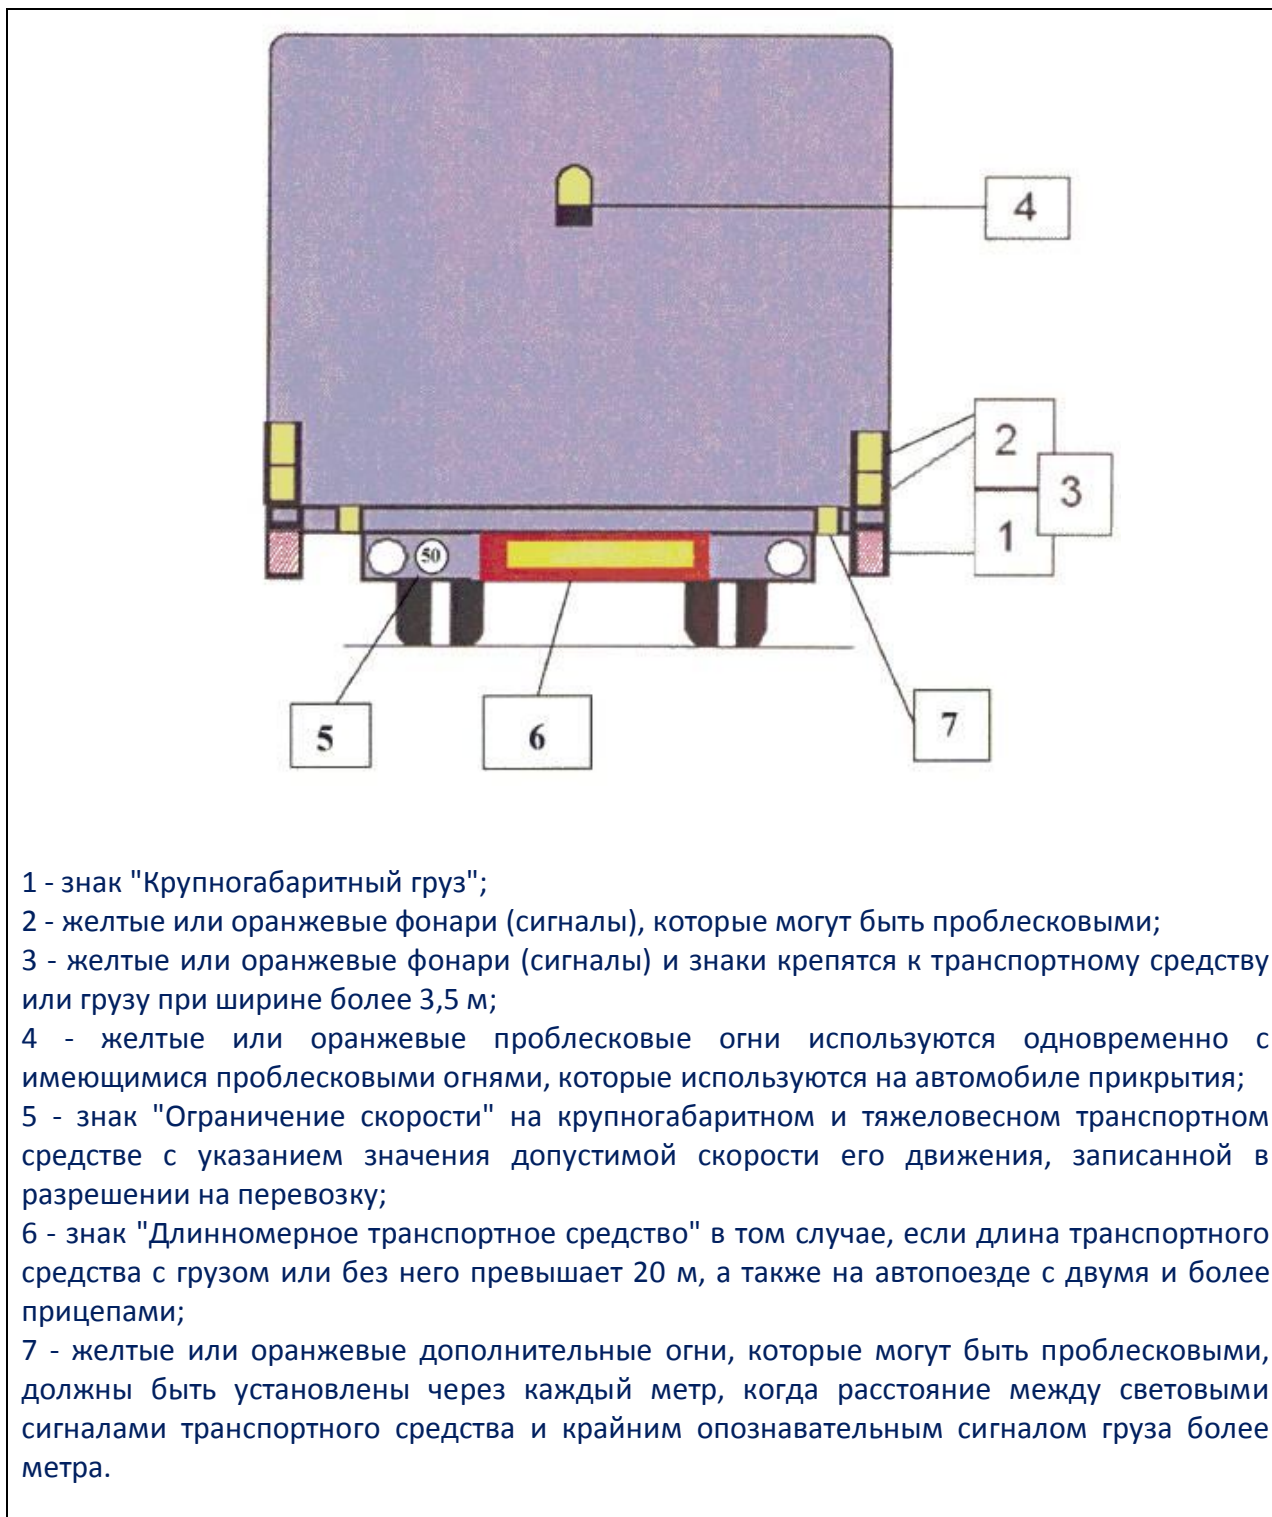 4
2
3
1
50
5
6
7
1 - знак "Крупногабаритный груз";
2 - желтые или оранжевые фонари (сигналы), которые могут быть проблесковыми;
3 - желтые или оранжевые фонари (сигналы) и знаки крепятся к транспортному средству
или грузу при ширине более 3,5 м;
4 - желтые или оранжевые проблесковые огни используются одновременно с
имеющимися проблесковыми огнями, которые используются на автомобиле прикрытия;
5 - знак "Ограничение скорости" на крупногабаритном и тяжеловесном транспортном
средстве с указанием значения допустимой скорости его движения, записанной в
разрешении на перевозку;
6 - знак "Длинномерное транспортное средство" в том случае, если длина транспортного
средства с грузом или без него превышает 20 м, а также на автопоезде с двумя и более
прицепами;
7 - желтые или оранжевые дополнительные огни, которые могут быть проблесковыми,
должны быть установлены через каждый метр, когда расстояние между световыми
сигналами транспортного средства и крайним опознавательным сигналом груза более
метра.